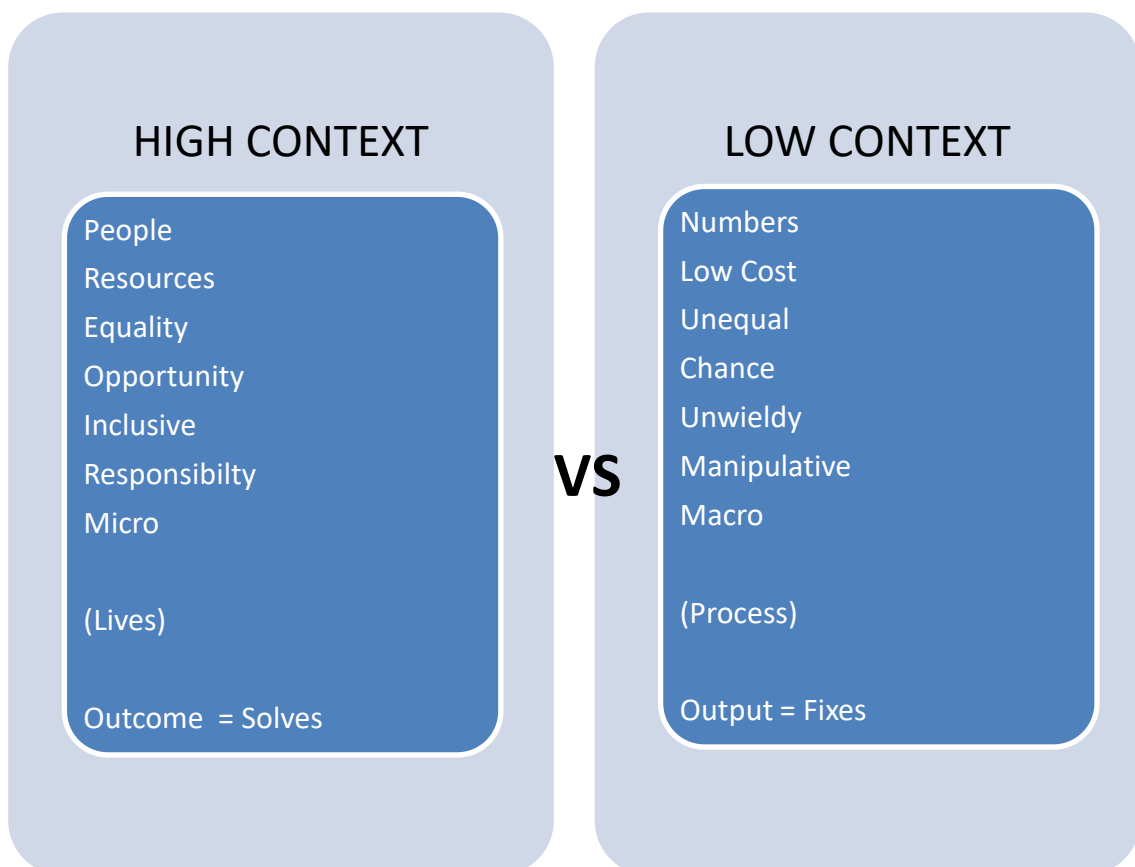 HIGH CONTEXT
People
Resources
Equality
Opportunity
Inclusive
Responsibilty
Micro
(Lives)
Outcome = Solves
VS
LOW CONTEXT
Numbers
Low Cost
Unequal
Chance
Unwieldy
Manipulative
Macro
(Process)
Output = Fixes